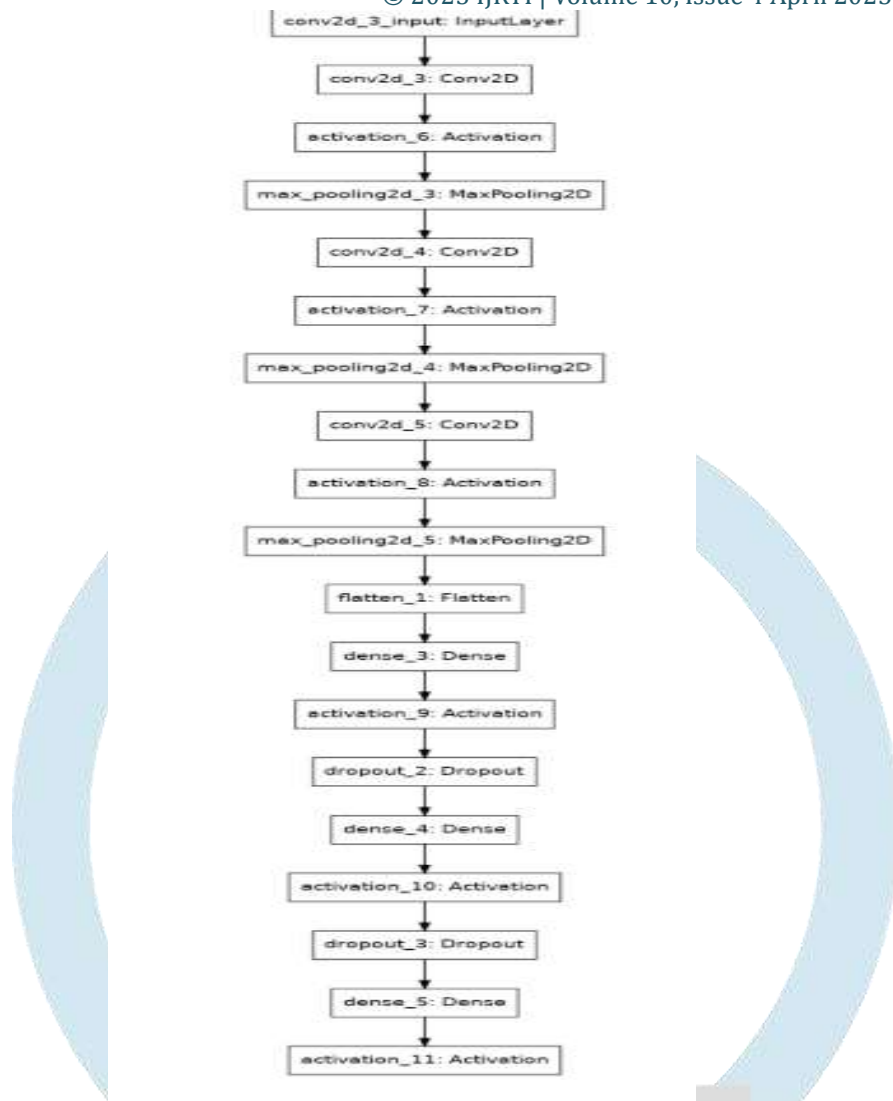 © 2025 IJRTI | Volume 10, Issue 4 April 2025
conv2d_3_input: InputLayer
conv2d_3: Conv2D
activation_6: Activation
max_pooling2d_3: MaxPooling2D
conv2d_4: Conv2D
activation_7: Activation
max_pooling2d_4: MaxPooling2D
conv2d_5: Conv2D
activation_8: Activation
max_pooling2d_5: MaxPooling2D
flatten_1: Flatten
dense_3: Dense
activation_9: Activation
dropout_2: Dropout
dense_4: Dense
activation_10: Activation
dropout_3: Dropout
dense_5: Dense
activation_11: Activation